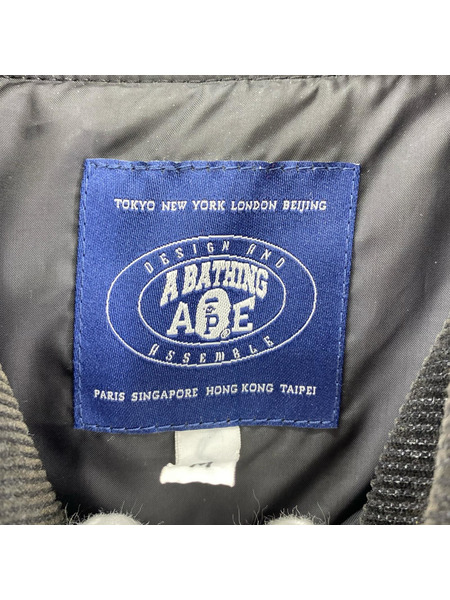 TOKYO NEW YORK LONDON BEIJING
DESIGN AND
A BATHING
APE
ASSEMBLE
PARIS SINGAPORE HONG KONG TAIPEI